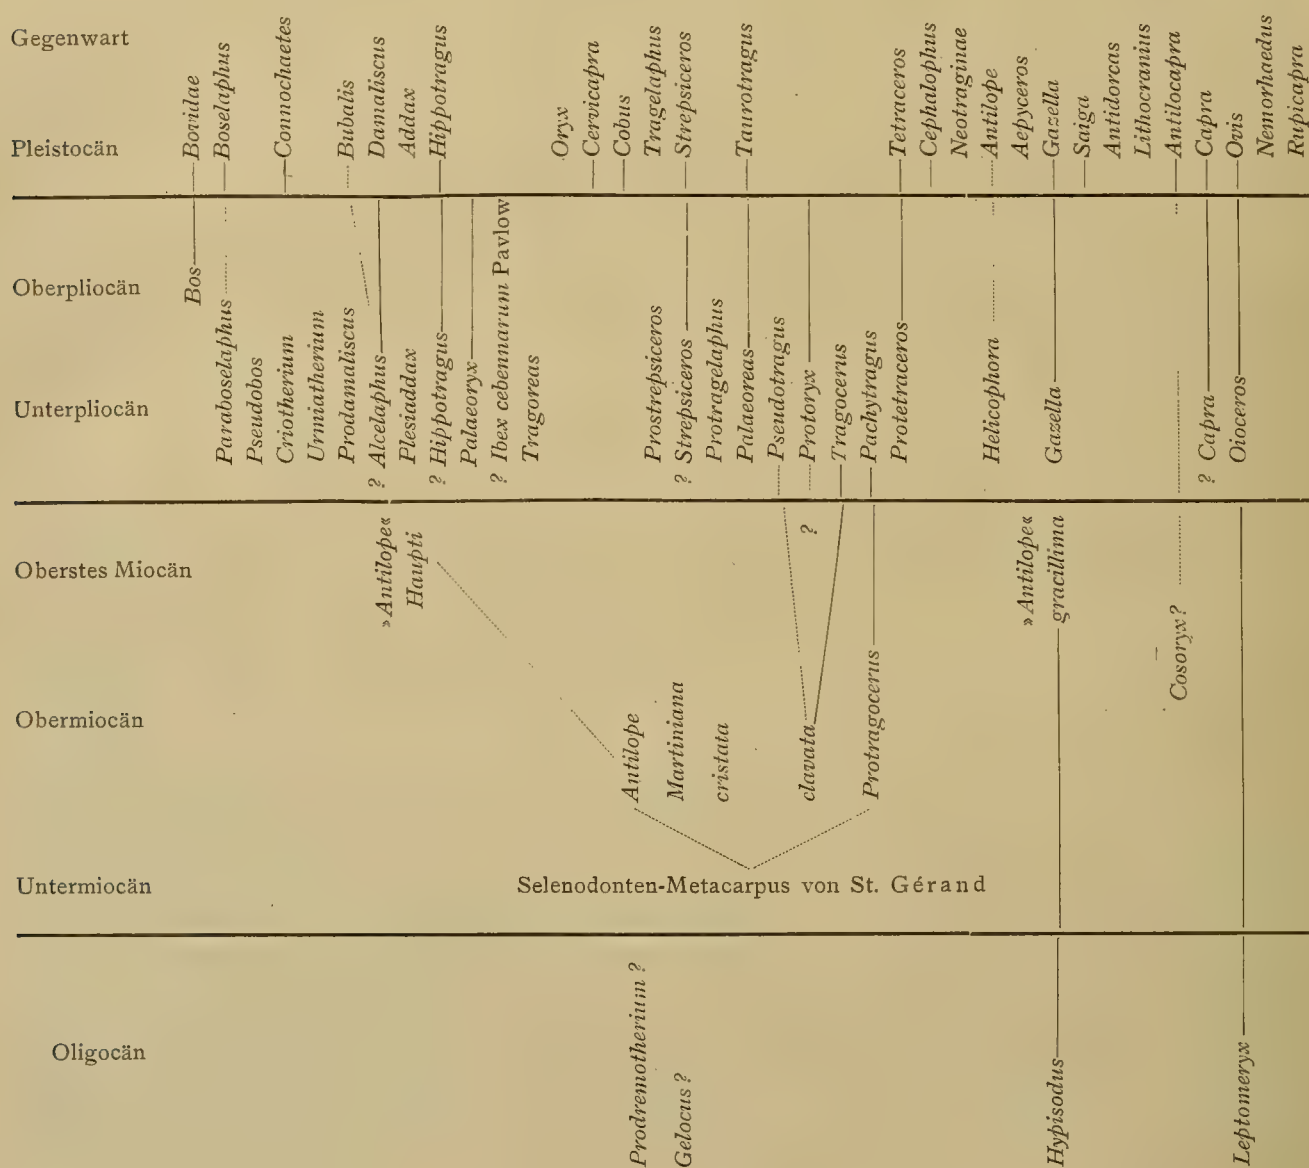 Gegenwart
Pleistocän
Bovidae
Boselaphus
Connochaetes
Bubalis
Damaliscus
Addax
Hippotragus
Oryx
Cervicapra
Cobus
Tragelaphus
Strepsiceros
Taurotragus
Tetraceros
Cephalophus
Neotraginae
Antilope
Aepyceros
Gazella
Saiga
Antidorcas
Lithocranius
Antilocapra
Capra
Ovis
Nemorhaedus
Rupicapra
Oberpliocän
Bos
Unterpliocän
Paraboselaphus
Pseudobos
Criotherium
Urmiatherium
Prodamaliscus
? Alcelaphus
Plesiaddax
? Hippotragus
Palaeoryx
? Ibex cebennarum Pavlow
Tragoreas
Prostrepsiceros
? Strepsiceros
Protragelaphus
Palaeoreas
Pseudotragus
Protoryx
Tragocerus
Pachytragus
Protetraceros
Helicophora
Gazella
? Capra
Oioceros
Oberstes Miocän
»Antilope«
Haupti
?
»Antilope«
gracillima
Cosoryx?
Obermiocän
Antilope
Martiniana
cristata
clavata
Protragocerus
Untermiocän
Selenodonten-Metacarpus von St. Gérand
Oligocän
Prodremotherium ?
Gelocus ?
Hypisodus
Leptomeryx